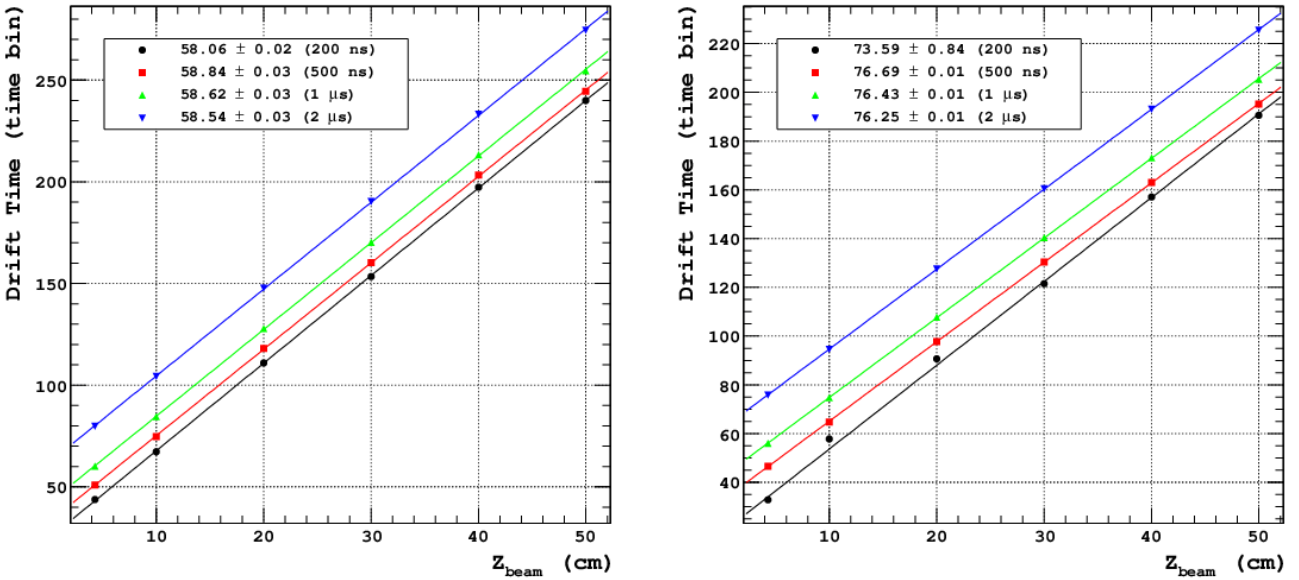 Drift Time (time bin)
250
200
150
100
50
58.06 ± 0.02 (200 ns)
58.84 ± 0.03 (500 ns)
58.62 ± 0.03 (1 μs)
58.54 ± 0.03 (2 μs)
10 20 30 40 50
Z_beam (cm)
Drift Time (time bin)
220
200
180
160
140
120
100
80
60
40
73.59 ± 0.84 (200 ns)
76.69 ± 0.01 (500 ns)
76.43 ± 0.01 (1 μs)
76.25 ± 0.01 (2 μs)
10 20 30 40 50
Z_beam (cm)